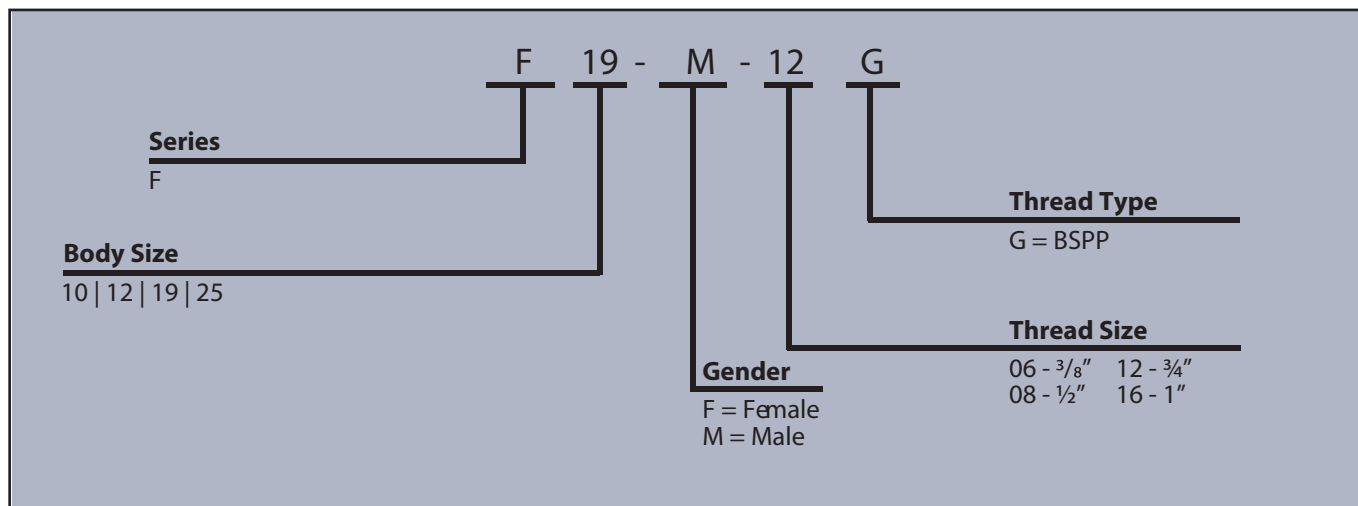 F 19 - M - 12 G
Series
F
Body Size
10 | 12 | 19 | 25
Gender
F = Female
M = Male
Thread Type
G = BSPP
Thread Size
06 - ³/₈” 12 - ¾”
08 - ½” 16 - 1”